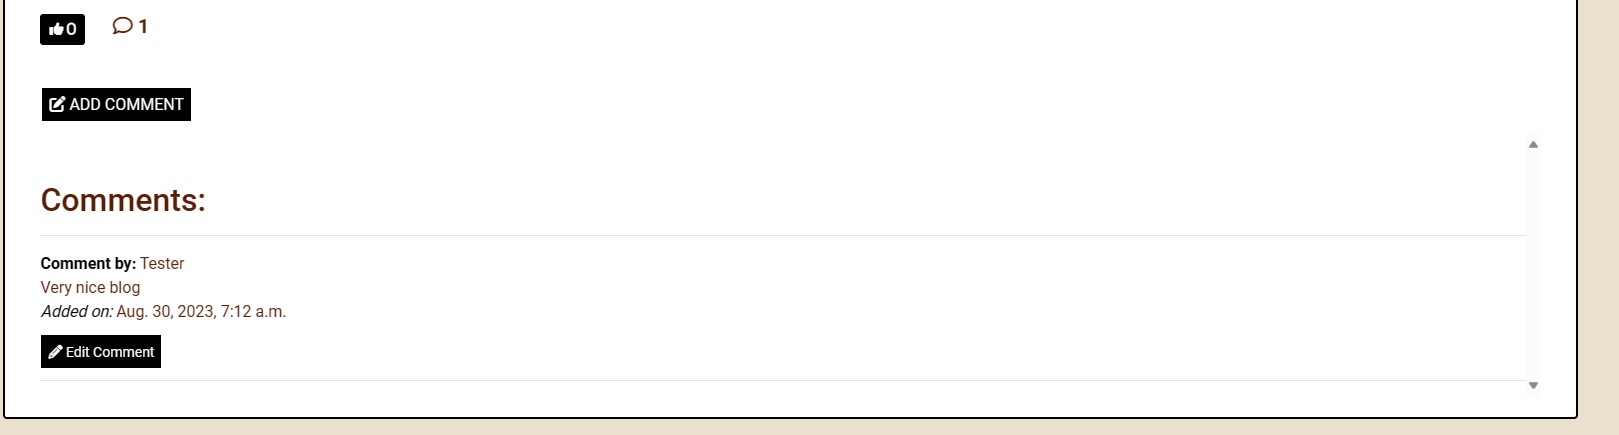 0 1
ADD COMMENT
Comments:
Comment by: Tester
Very nice blog
Added on: Aug. 30, 2023, 7:12 a.m.
Edit Comment